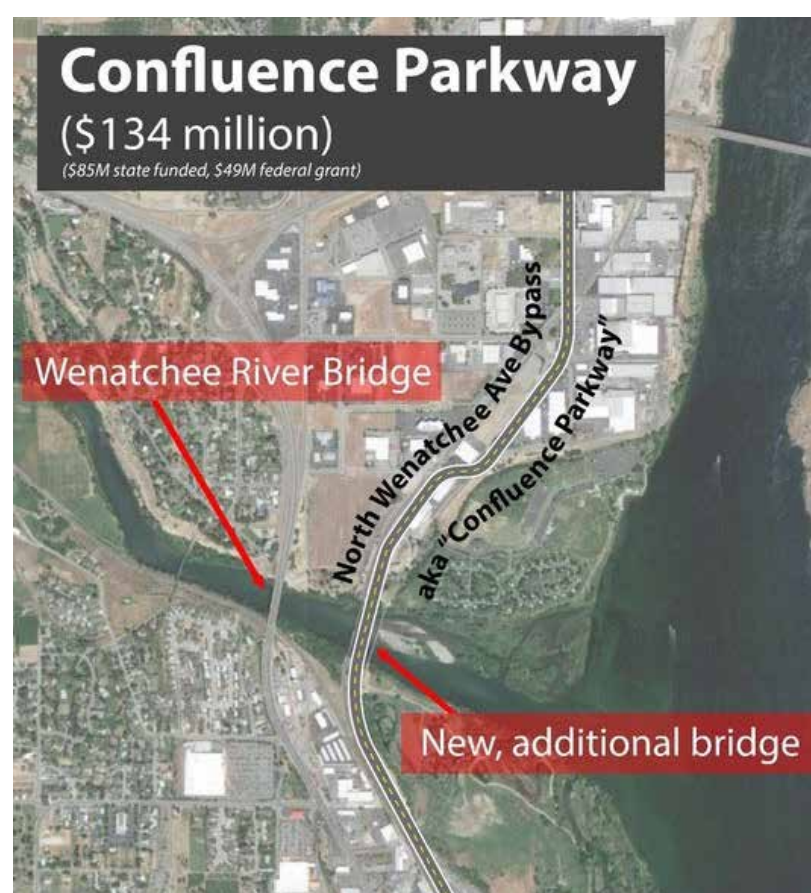 Confluence Parkway
($134 million)
($85M state funded, $49M federal grant)
Wenatchee River Bridge
North Wenatchee Ave Bypass
aka "Confluence Parkway"
New, additional bridge